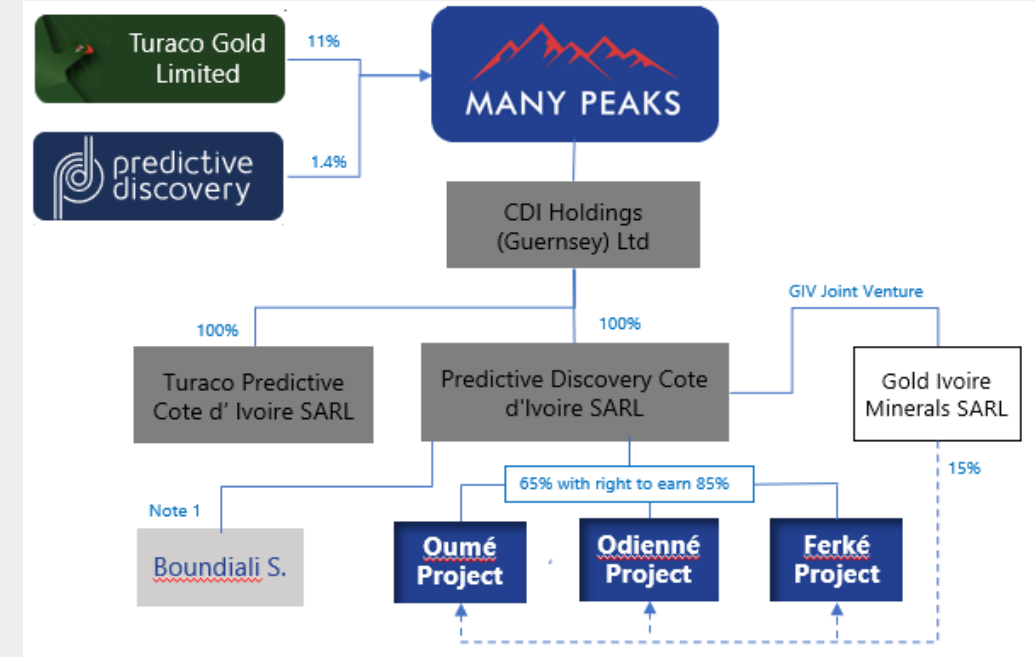 Turaco Gold
Limited
11%
MANY PEAKS
predictive
discovery
1.4%
CDI Holdings
(Guernsey) Ltd
GIV Joint Venture
100%
100%
Turaco Predictive
Cote d’ Ivoire SARL
Predictive Discovery Cote
d'Ivoire SARL
Gold Ivoire
Minerals SARL
15%
65% with right to earn 85%
Note 1
Boundiali S.
Oumé
Project
Odienné
Project
Ferké
Project